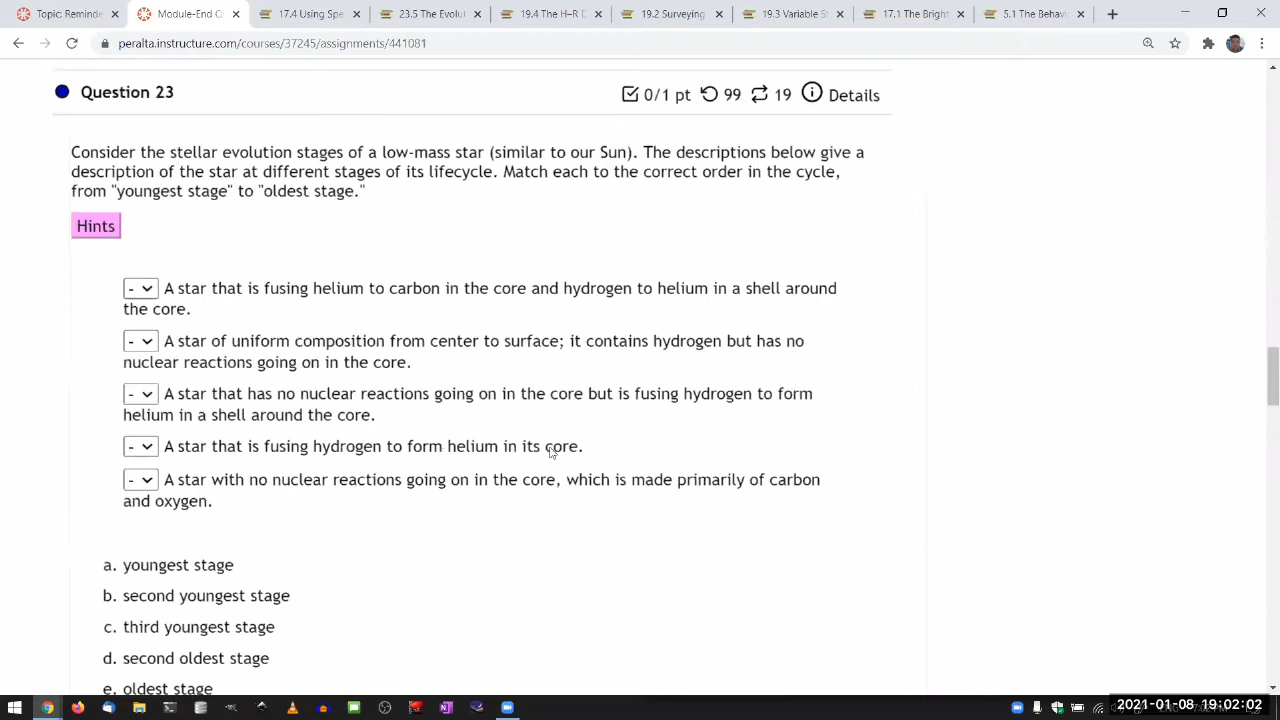 Topic Remind
Module-End C
17.4 Using Spe
23.5 The Evolu
19.4 The H-R D
19.2 Surveying
19.3 Variable St
17.1 The Bright
5.1 The Behavi
peralta.instructure.com/courses/37245/assignments/441081
Question 23
0/1 pt 99 19 Details
Consider the stellar evolution stages of a low-mass star (similar to our Sun). The descriptions below give a
description of the star at different stages of its lifecycle. Match each to the correct order in the cycle,
from "youngest stage" to "oldest stage."
Hints
- A star that is fusing helium to carbon in the core and hydrogen to helium in a shell around
the core.
- A star of uniform composition from center to surface; it contains hydrogen but has no
nuclear reactions going on in the core.
- A star that has no nuclear reactions going on in the core but is fusing hydrogen to form
helium in a shell around the core.
- A star that is fusing hydrogen to form helium in its core.
- A star with no nuclear reactions going on in the core, which is made primarily of carbon
and oxygen.
a. youngest stage
b. second youngest stage
c. third youngest stage
d. second oldest stage
e. oldest stage
2021-01-08 19:02:02